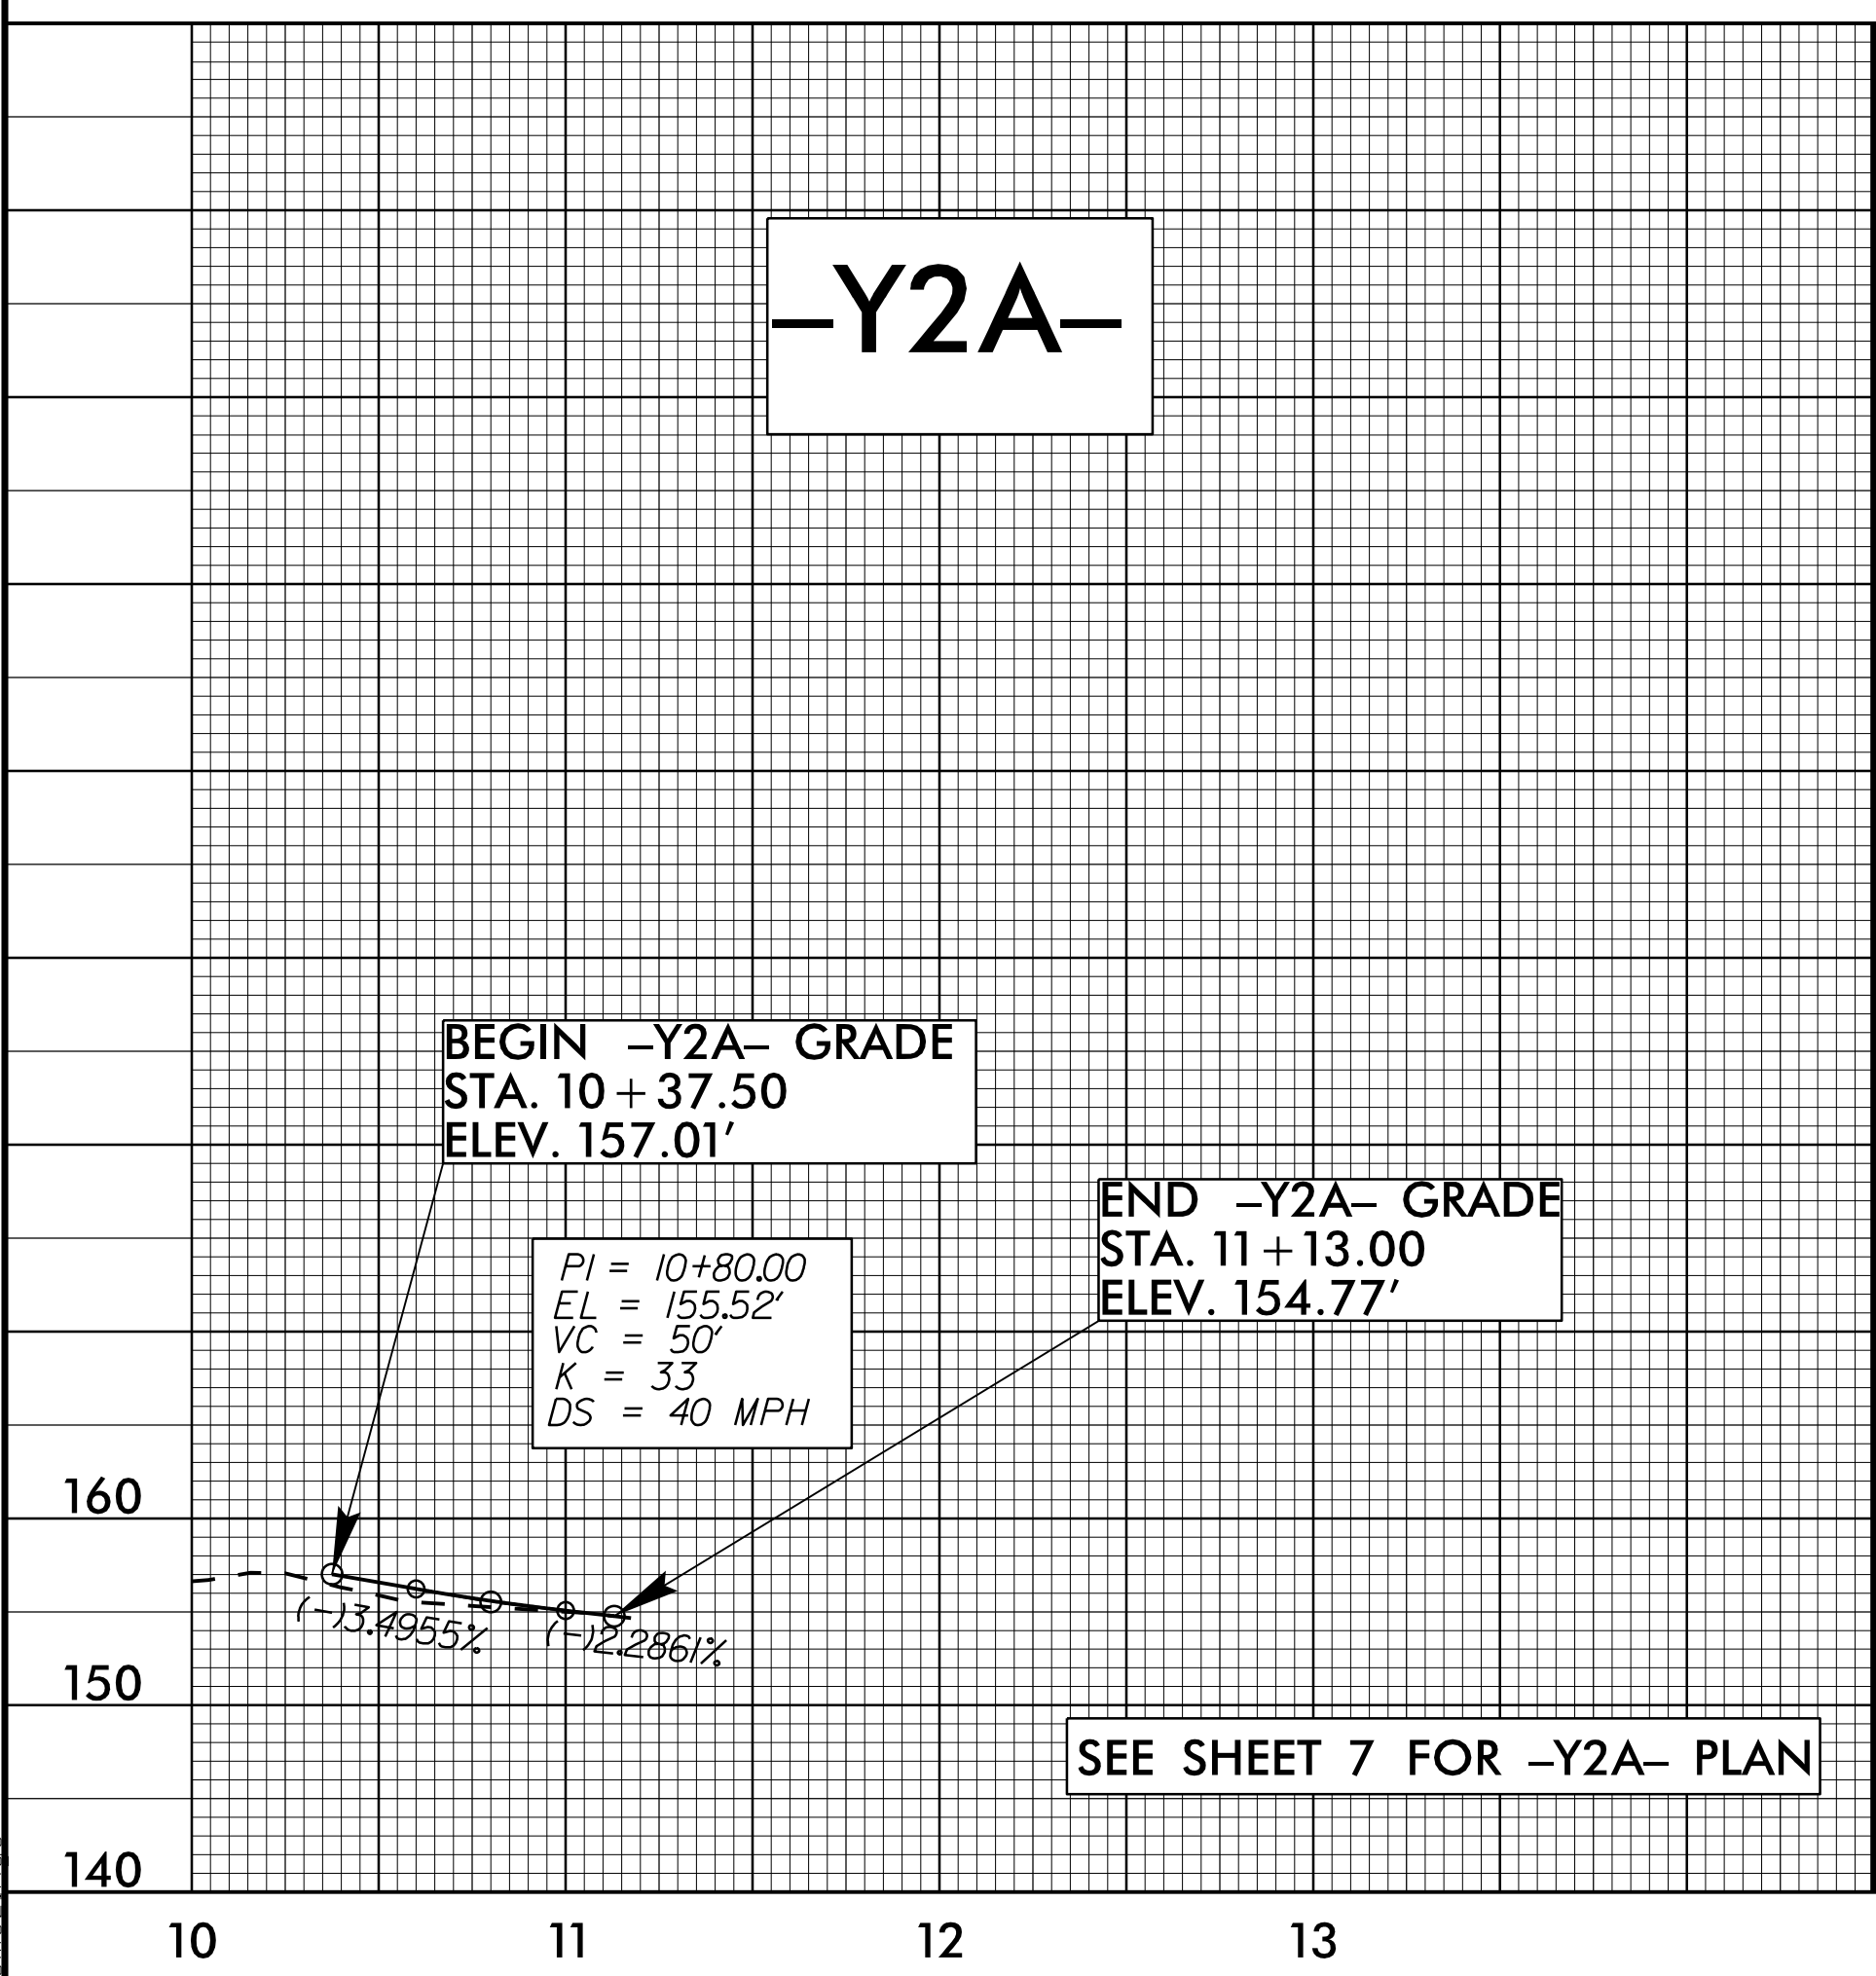 –Y2A–
BEGIN –Y2A– GRADE
STA. 10+37.50
ELEV. 157.01'
END –Y2A– GRADE
STA. 11+13.00
ELEV. 154.77'
PI = 10+80.00
EL = 155.52'
VC = 50'
K = 33
DS = 40 MPH
160
(-)3.4955%
(-)2.2861%
150
SEE SHEET 7 FOR –Y2A– PLAN
140
10 11 12 13